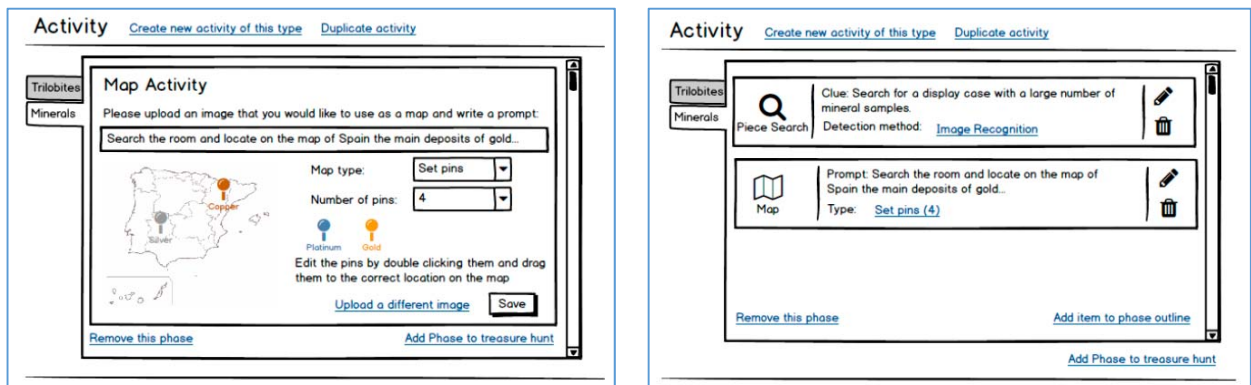 Activity Create new activity of this type Duplicate activity
Trilobites
Minerals
Map Activity
Please upload an image that you would like to use as a map and write a prompt:
Search the room and locate on the map of Spain the main deposits of gold...
Map type: Set pins
Number of pins: 4
Copper
Silver
Platinum Gold
Edit the pins by double clicking them and drag
them to the correct location on the map
Upload a different image Save
Remove this phase Add Phase to treasure hunt
Activity Create new activity of this type Duplicate activity
Trilobites
Minerals
Piece Search
Clue: Search for a display case with a large number of
mineral samples.
Detection method: Image Recognition
Map
Prompt: Search the room and locate on the map of
Spain the main deposits of gold...
Type: Set pins (4)
Remove this phase Add item to phase outline
Add Phase to treasure hunt